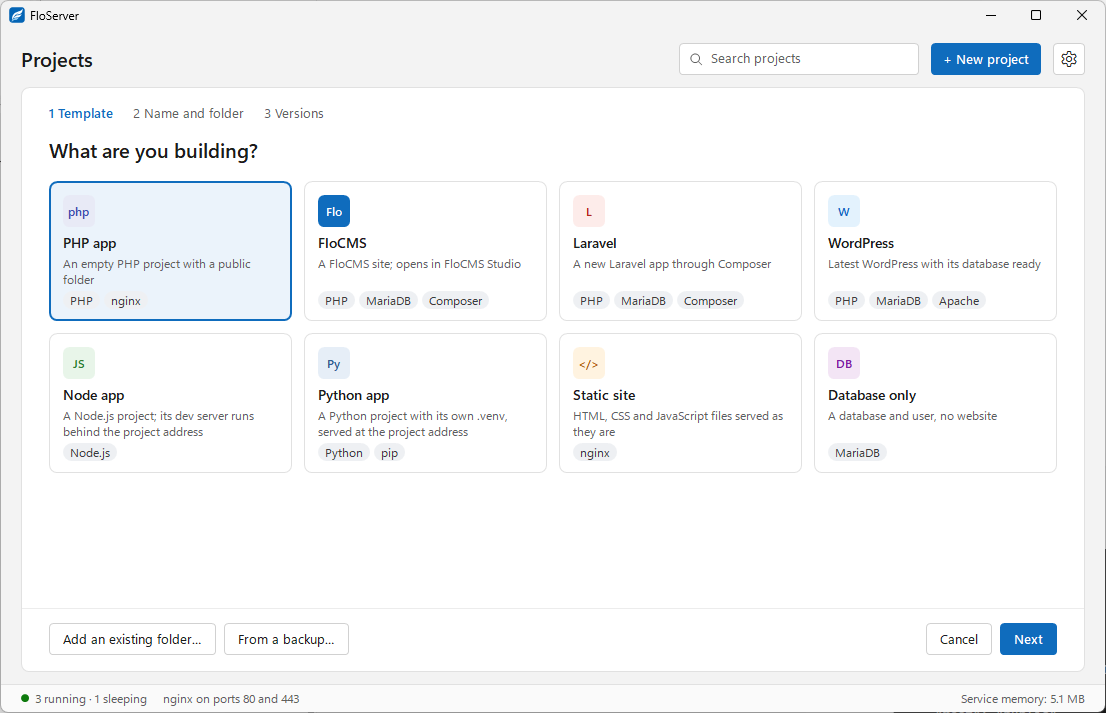 FloServer
Projects
Search projects
+ New project
1 Template 2 Name and folder 3 Versions
What are you building?
php
PHP app
An empty PHP project with a public
folder
PHP nginx
Flo
FloCMS
A FloCMS site; opens in FloCMS Studio
PHP MariaDB Composer
L
Laravel
A new Laravel app through Composer
PHP MariaDB Composer
W
WordPress
Latest WordPress with its database ready
PHP MariaDB Apache
JS
Node app
A Node.js project; its dev server runs
behind the project address
Node.js
Py
Python app
A Python project with its own .venv,
served at the project address
Python pip
</>
Static site
HTML, CSS and JavaScript files served as
they are
nginx
DB
Database only
A database and user, no website
MariaDB
Add an existing folder... From a backup... Cancel Next
3 running · 1 sleeping nginx on ports 80 and 443 Service memory: 5.1 MB